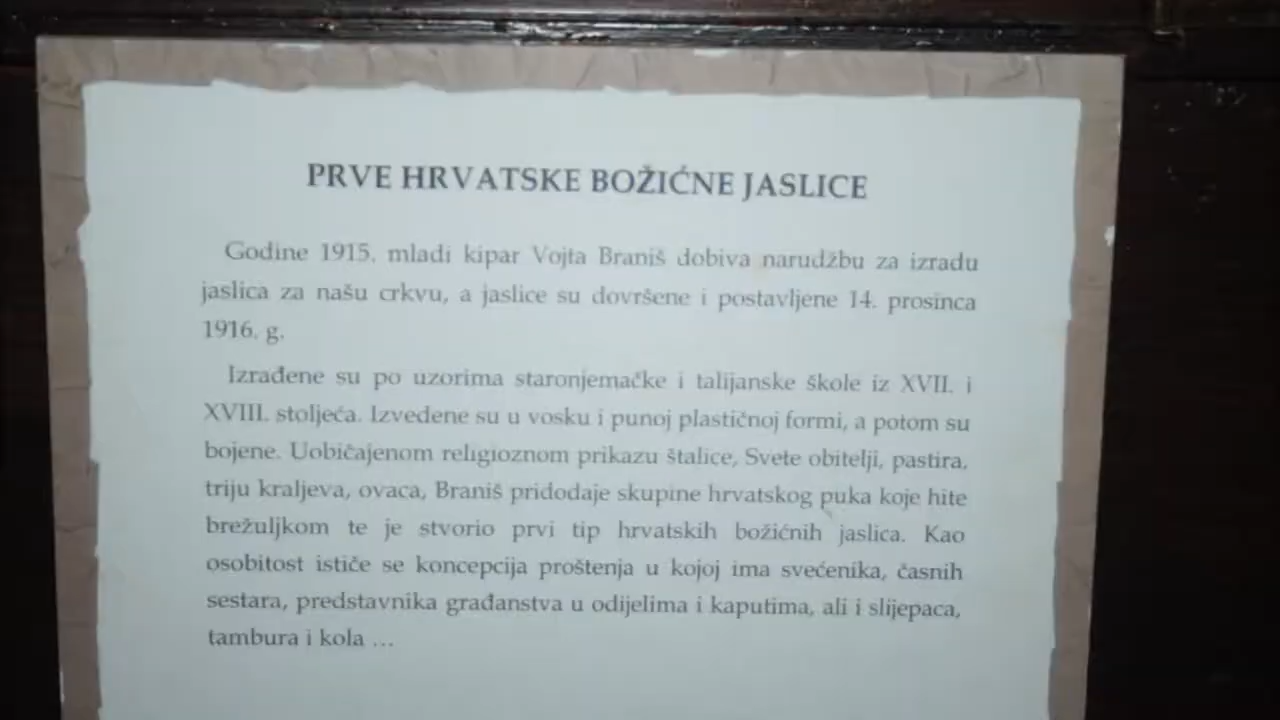 PRVE HRVATSKE BOŽIĆNE JASLICE
Godine 1915. mladi kipar Vojta Braniš dobiva narudžbu za izradu
jaslica za našu crkvu, a jaslice su dovršene i postavljene 14. prosinca
1916. g.
Izrađene su po uzorima staronjemačke i talijanske škole iz XVII. i
XVIII. stoljeća. Izvedene su u vosku i punoj plastičnoj formi, a potom su
bojene. Uobičajenom religioznom prikazu štalice, Svete obitelji, pastira,
triju kraljeva, ovaca, Braniš pridodaje skupine hrvatskog puka koje hite
brežuljkom te je stvorio prvi tip hrvatskih božićnih jaslica. Kao
osobitost ističe se koncepcija proštenja u kojoj ima svećenika, časnih
sestara, predstavnika građanstva u odijelima i kaputima, ali i slijepaca,
tambura i kola ...